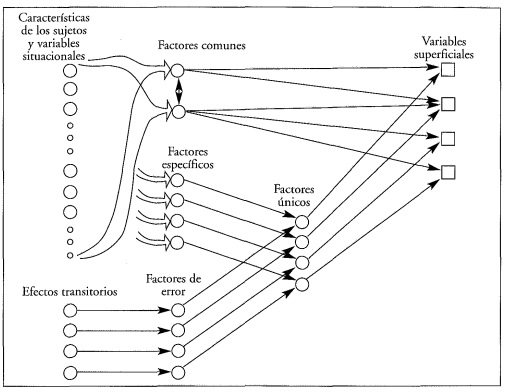 Características
de los sujetos
y variables
situacionales
Factores comunes
Variables
superficiales
Factores
específicos
Factores
únicos
Efectos transitorios
Factores de
error